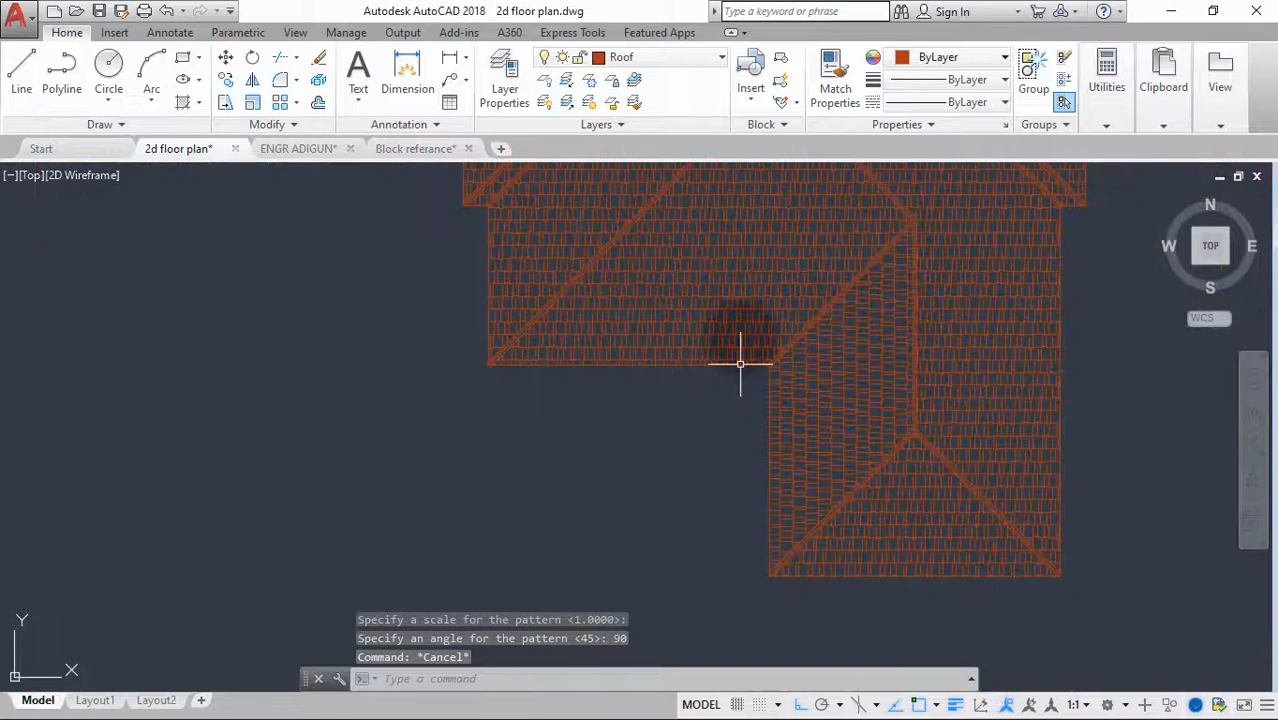 Autodesk AutoCAD 2018 2d floor plan.dwg
Type a keyword or phrase
Sign In
Home Insert Annotate Parametric View Manage Output Add-ins A360 Express Tools Featured Apps
Line Polyline Circle Arc
Text Dimension
Layer Properties
Roof
Insert
Match Properties
ByLayer
ByLayer
ByLayer
Group
Utilities
Clipboard
View
Draw Modify Annotation Layers Block Properties Groups
Start 2d floor plan* ENGR ADIGUN* Block referance*
[−][Top][2D Wireframe]
N
W TOP E
S
WCS
Specify a scale for the pattern <1.0000>:
Specify an angle for the pattern <45>: 90
Command: *Cancel*
Y
X
Type a command
Model Layout1 Layout2
MODEL
1:1